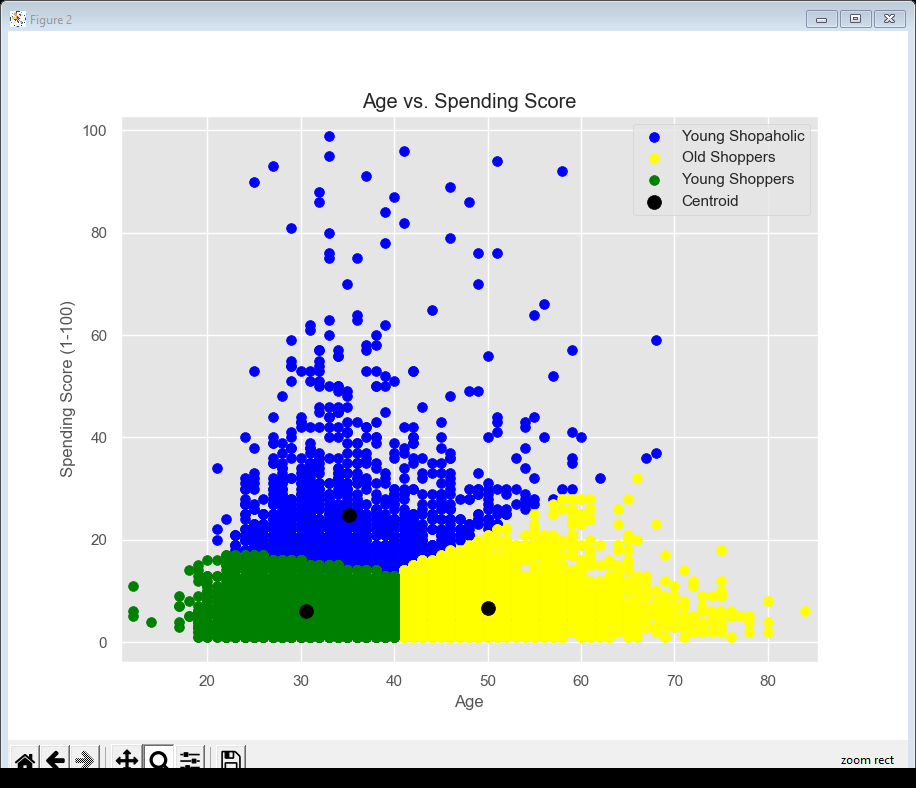 Figure 2
Age vs. Spending Score
Young Shopaholic
Old Shoppers
Young Shoppers
Centroid
Spending Score (1-100)
100
80
60
40
20
0
20 30 40 50 60 70 80
Age
zoom rect